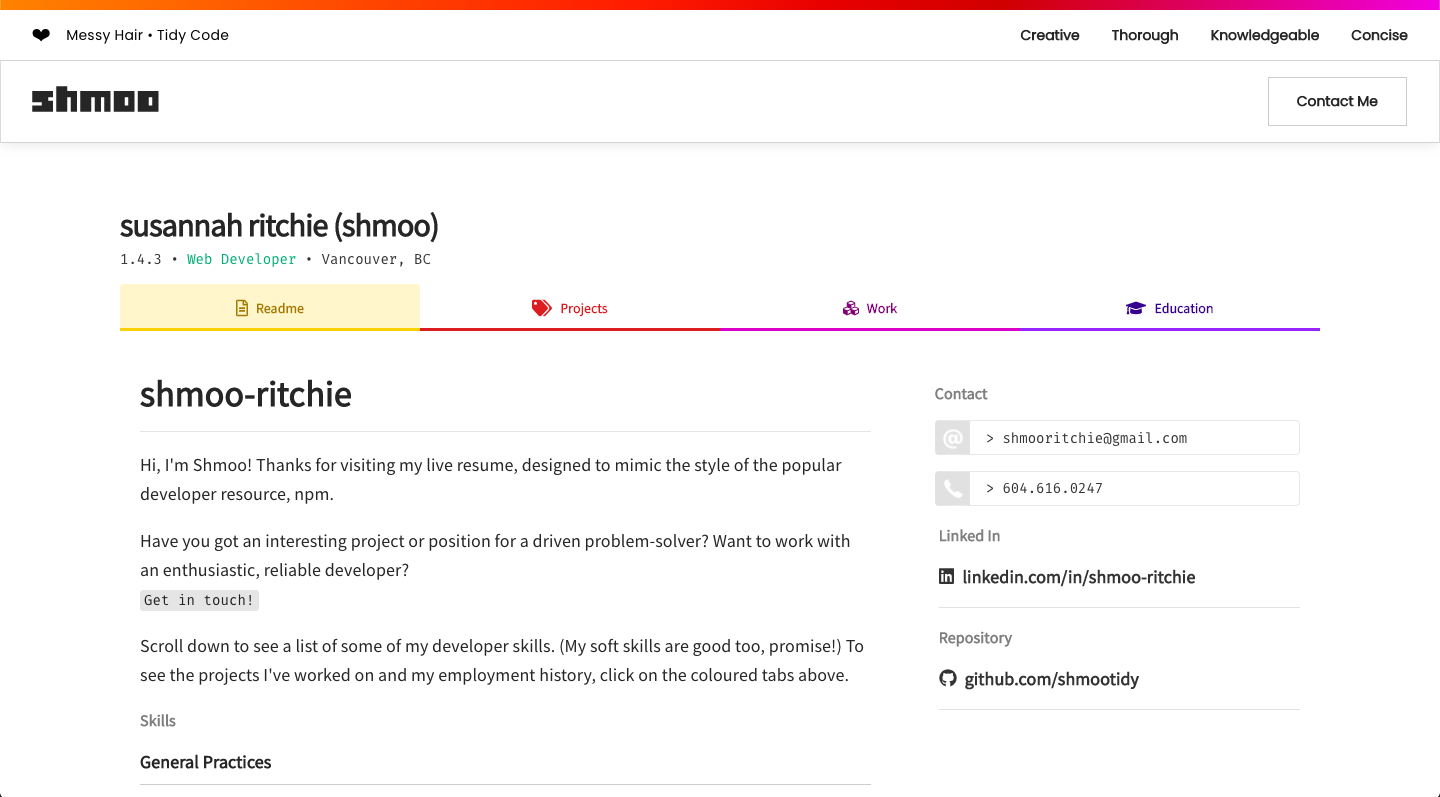 Messy Hair • Tidy Code
Creative Thorough Knowledgeable Concise
shmoo
Contact Me
susannah ritchie (shmoo)
1.4.3 • Web Developer • Vancouver, BC
Readme Projects Work Education
shmoo-ritchie
Hi, I'm Shmoo! Thanks for visiting my live resume, designed to mimic the style of the popular
developer resource, npm.
Have you got an interesting project or position for a driven problem-solver? Want to work with
an enthusiastic, reliable developer?
Get in touch!
Scroll down to see a list of some of my developer skills. (My soft skills are good too, promise!) To
see the projects I've worked on and my employment history, click on the coloured tabs above.
Skills
General Practices
Contact
@ > shmooritchie@gmail.com
> 604.616.0247
Linked In
linkedin.com/in/shmoo-ritchie
Repository
github.com/shmootidy